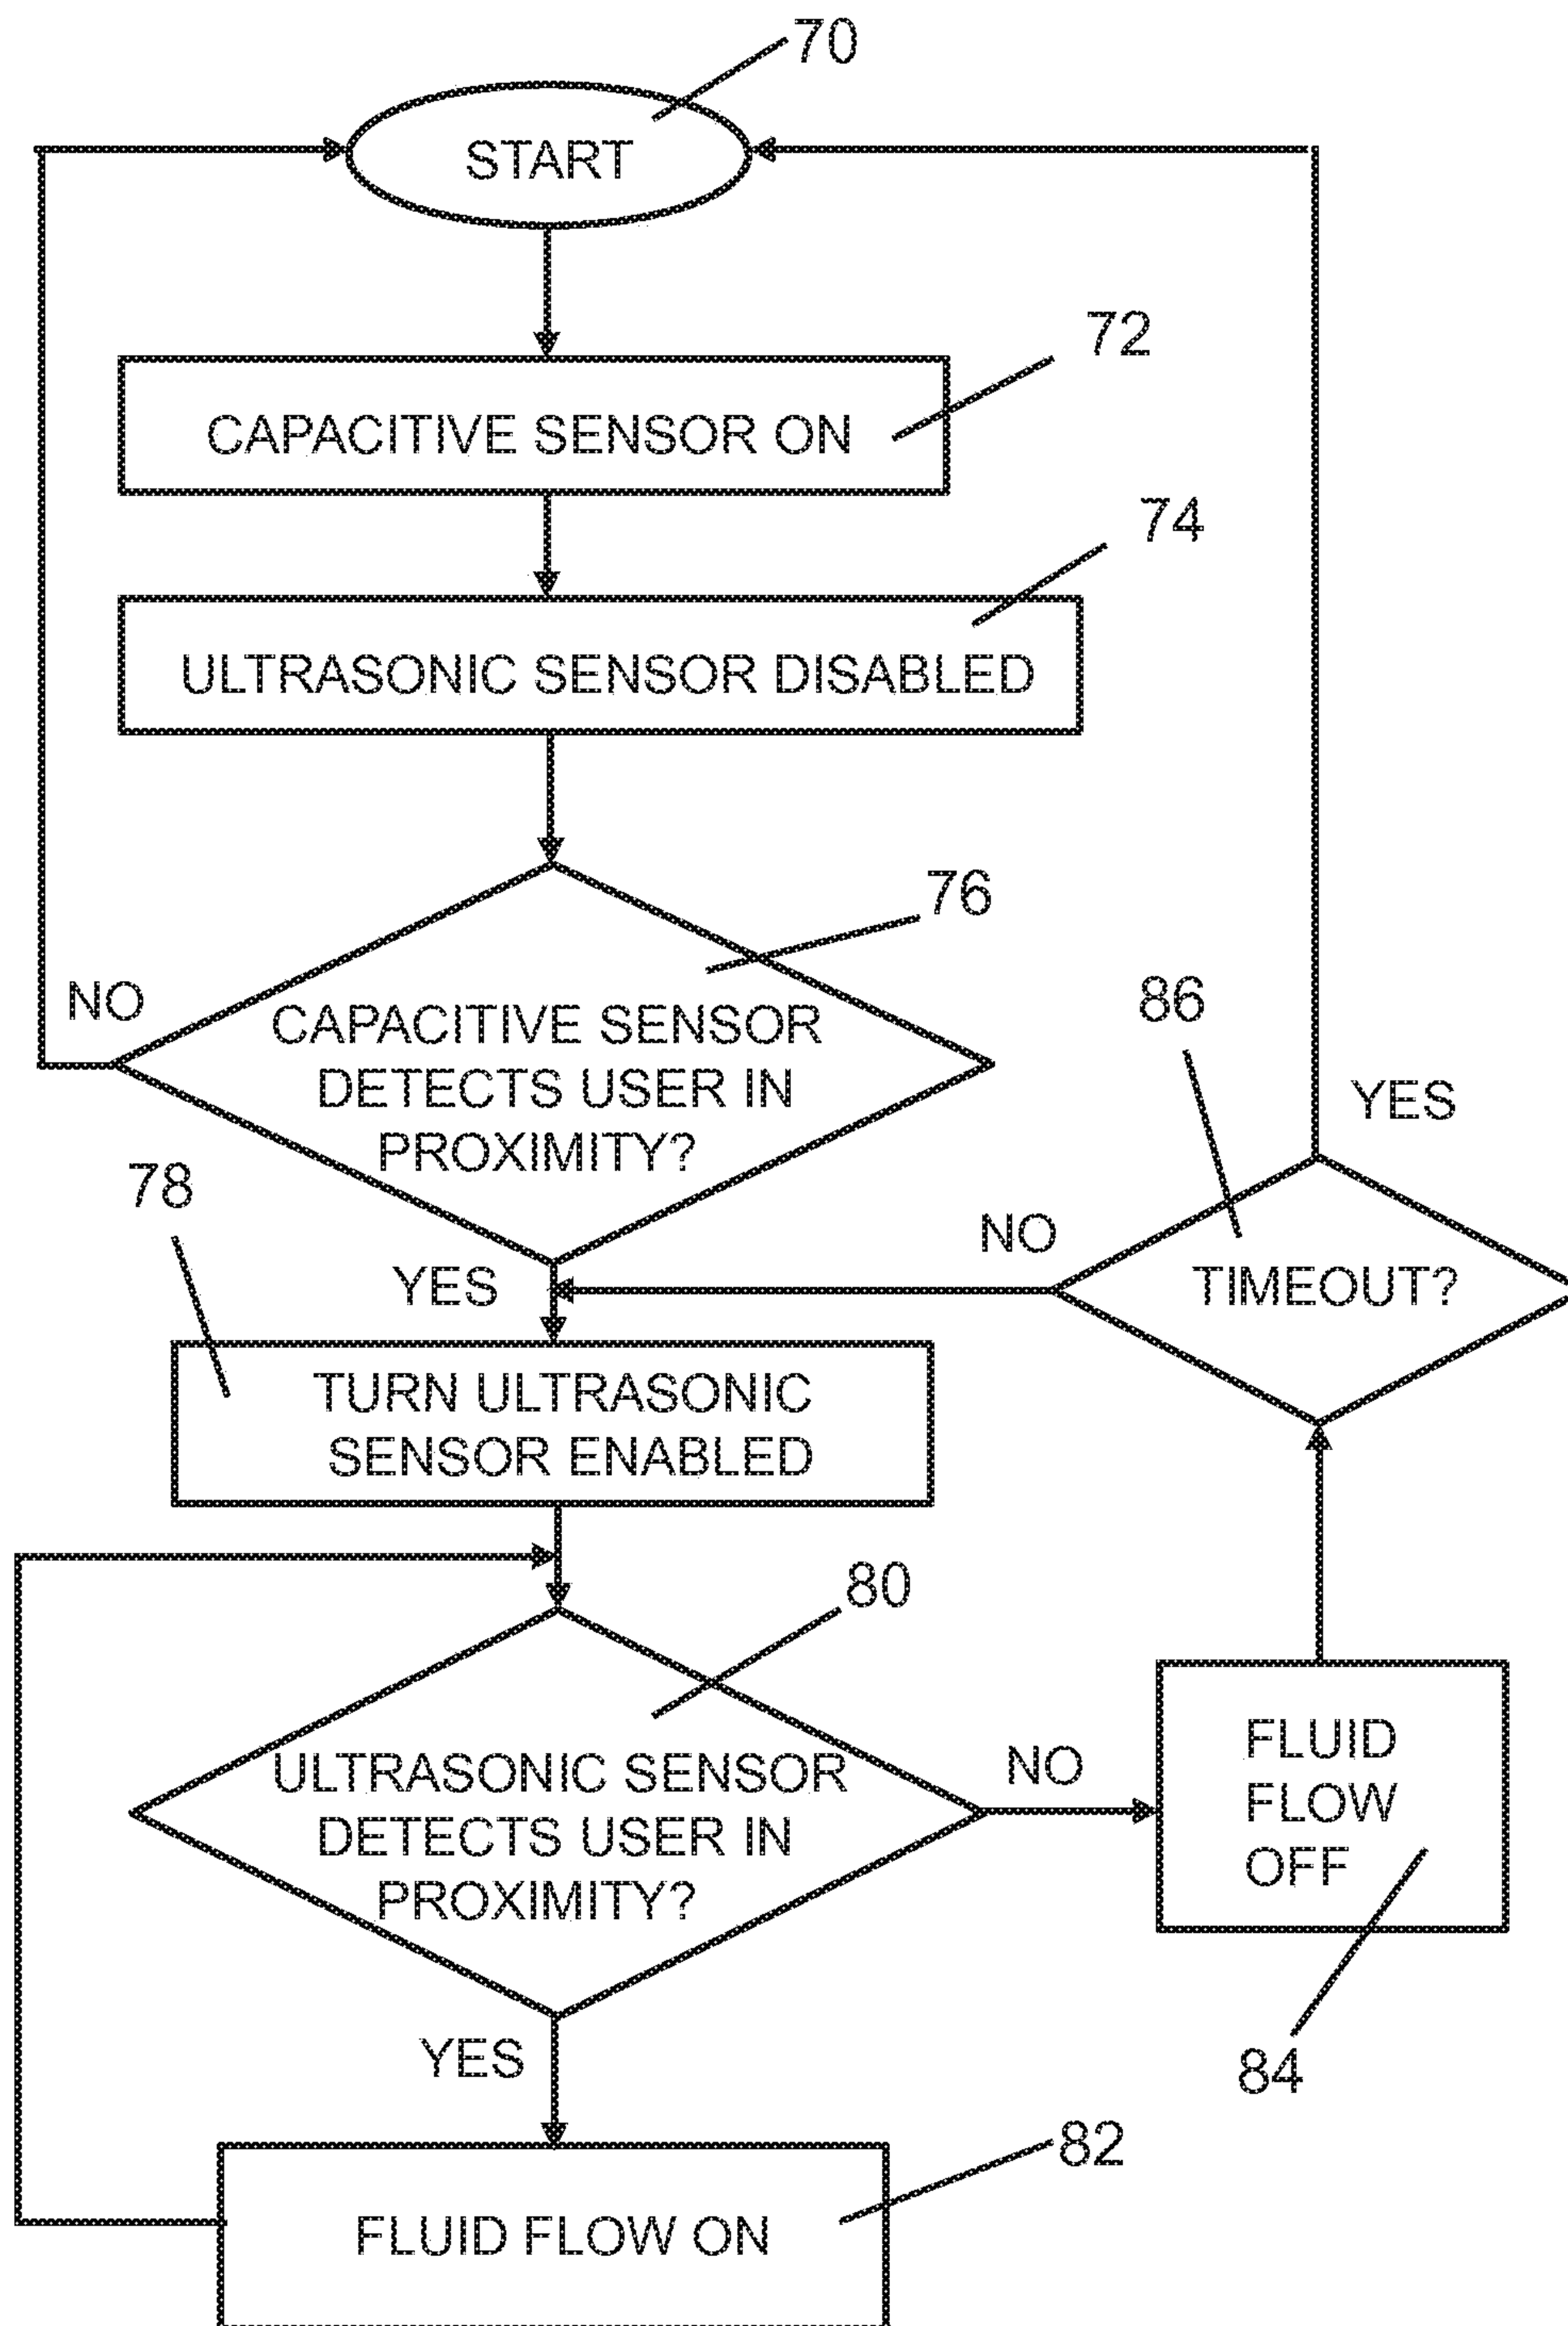 70
START
72
CAPACITIVE SENSOR ON
74
ULTRASONIC SENSOR DISABLED
76
NO
CAPACITIVE SENSOR
DETECTS USER IN
PROXIMITY?
86
YES
78
NO
YES
TIMEOUT?
TURN ULTRASONIC
SENSOR ENABLED
80
ULTRASONIC SENSOR
DETECTS USER IN
PROXIMITY?
NO
FLUID
FLOW
OFF
YES
84
82
FLUID FLOW ON